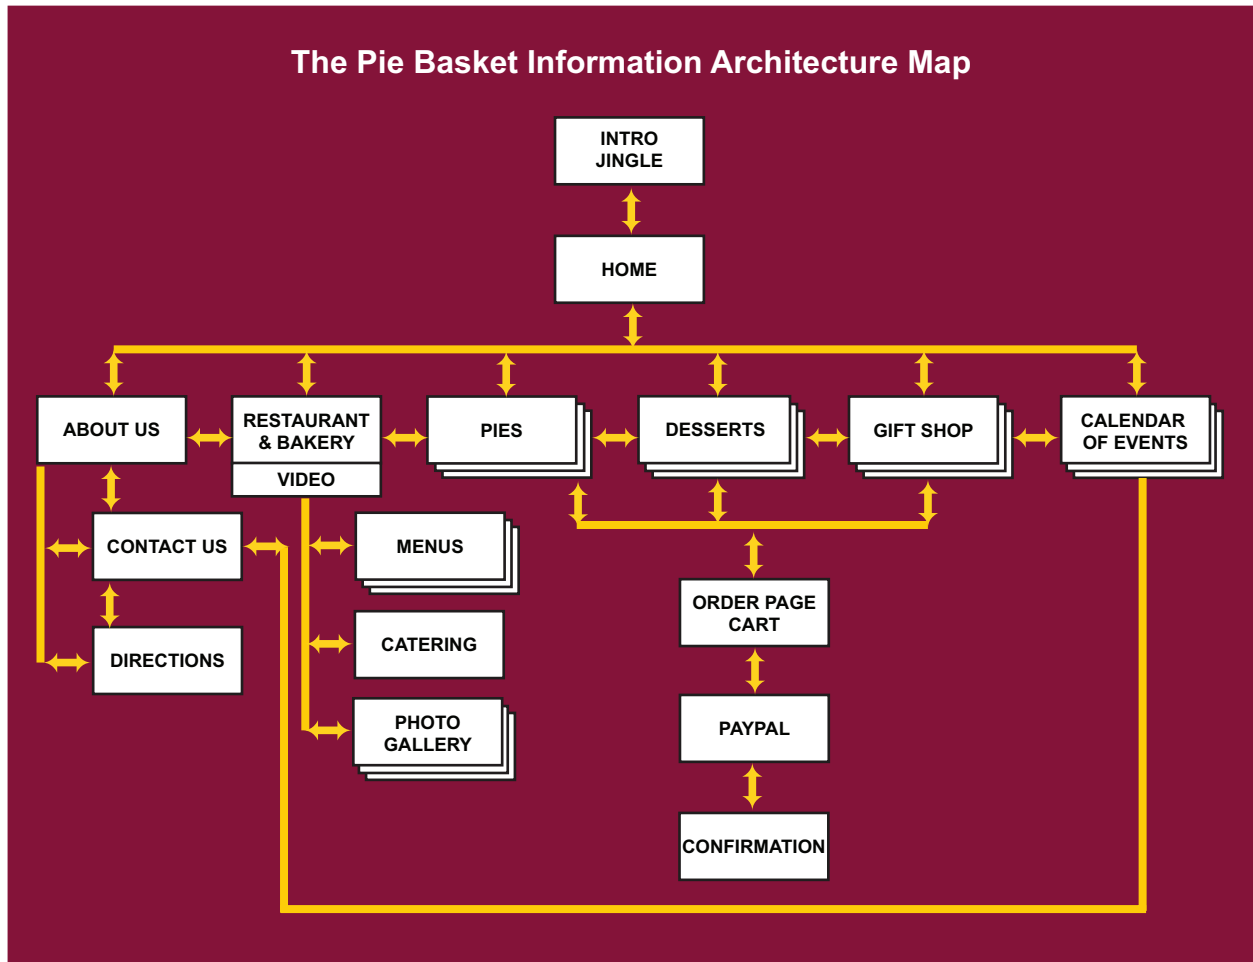 The Pie Basket Information Architecture Map
INTRO
JINGLE
HOME
ABOUT US
RESTAURANT
& BAKERY
VIDEO
PIES
DESSERTS
GIFT SHOP
CALENDAR
OF EVENTS
CONTACT US
DIRECTIONS
MENUS
CATERING
PHOTO
GALLERY
ORDER PAGE
CART
PAYPAL
CONFIRMATION